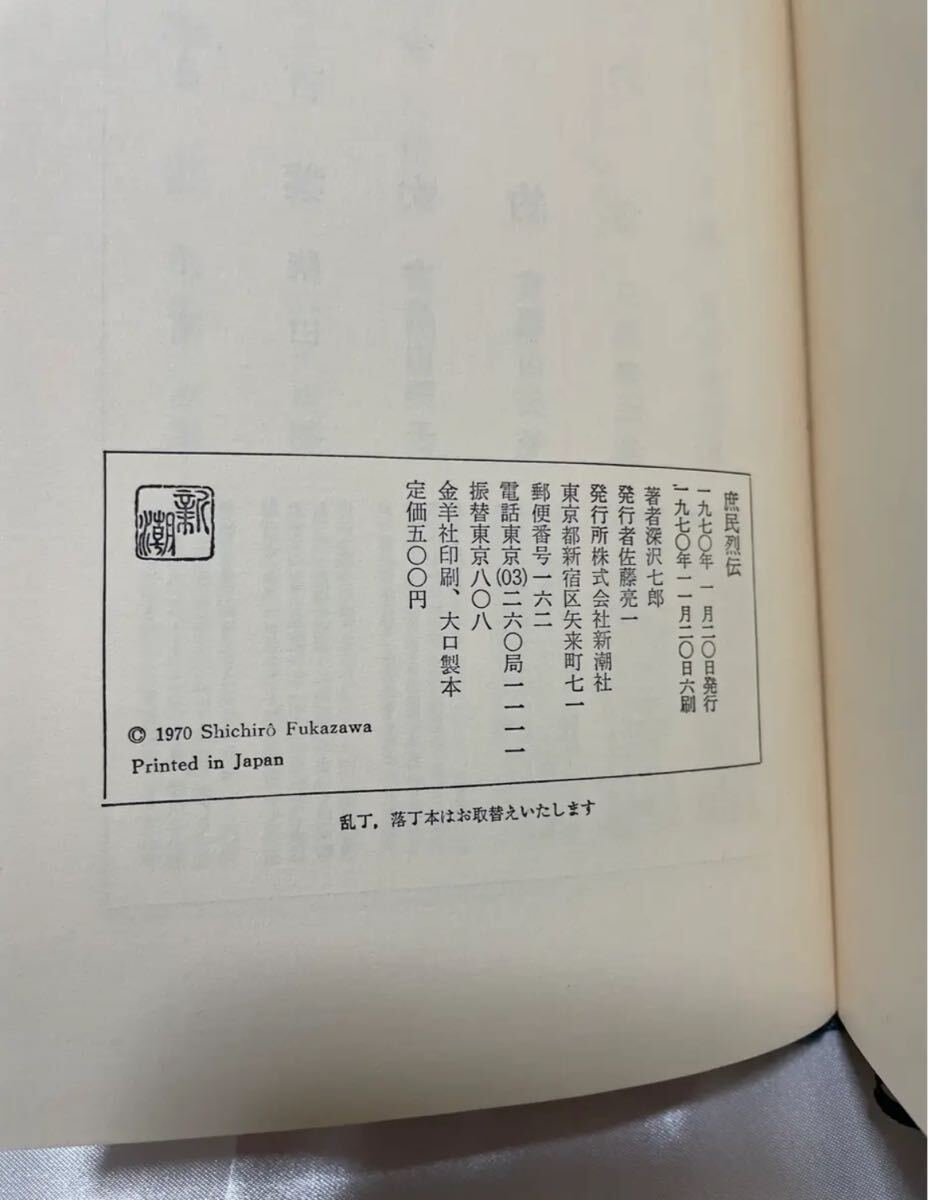 庶民烈伝
一九七〇年 一月二〇日発行
一九七〇年一一月二〇日六刷
著者深沢七郎
発行者佐藤亮一
発行所株式会社新潮社
東京都新宿区矢来町七一
郵便番号一六二
電話東京(03)二六〇局一一一一
振替東京八〇八
金羊社印刷、大口製本
定価五〇〇円
新潮
© 1970 Shichirô Fukazawa
Printed in Japan
乱丁，落丁本はお取替えいたします